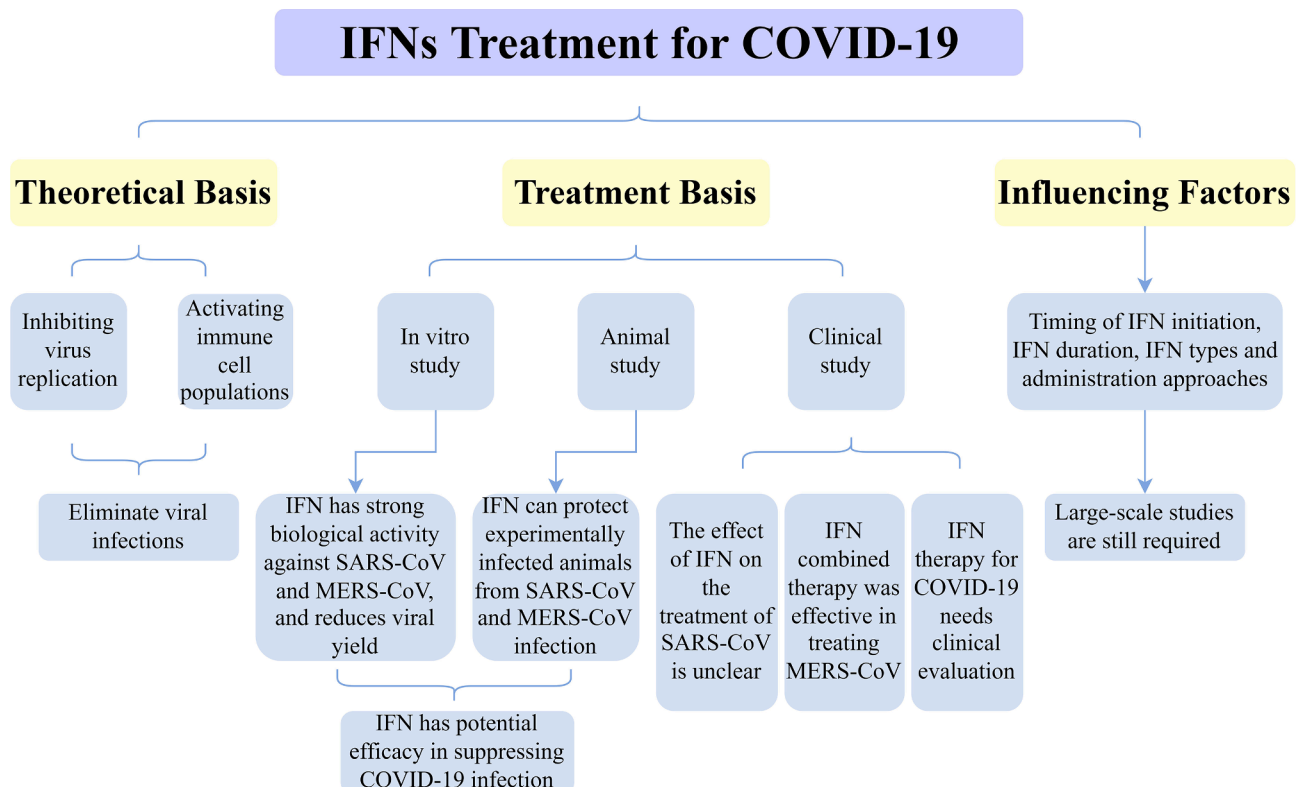 IFNs Treatment for COVID-19
Theoretical Basis
Treatment Basis
Influencing Factors
Inhibiting
virus
replication
Activating
immune
cell
populations
In vitro
study
Animal
study
Clinical
study
Timing of IFN initiation,
IFN duration, IFN types and
administration approaches
Eliminate viral
infections
IFN has strong
biological activity
against SARS-CoV
and MERS-CoV,
and reduces viral
yield
IFN can protect
experimentally
infected animals
from SARS-CoV
and MERS-CoV
infection
The effect
of IFN on
the
treatment of
SARS-CoV
is unclear
IFN
combined
therapy was
effective in
treating
MERS-CoV
IFN
therapy for
COVID-19
needs
clinical
evaluation
Large-scale studies
are still required
IFN has potential
efficacy in suppressing
COVID-19 infection